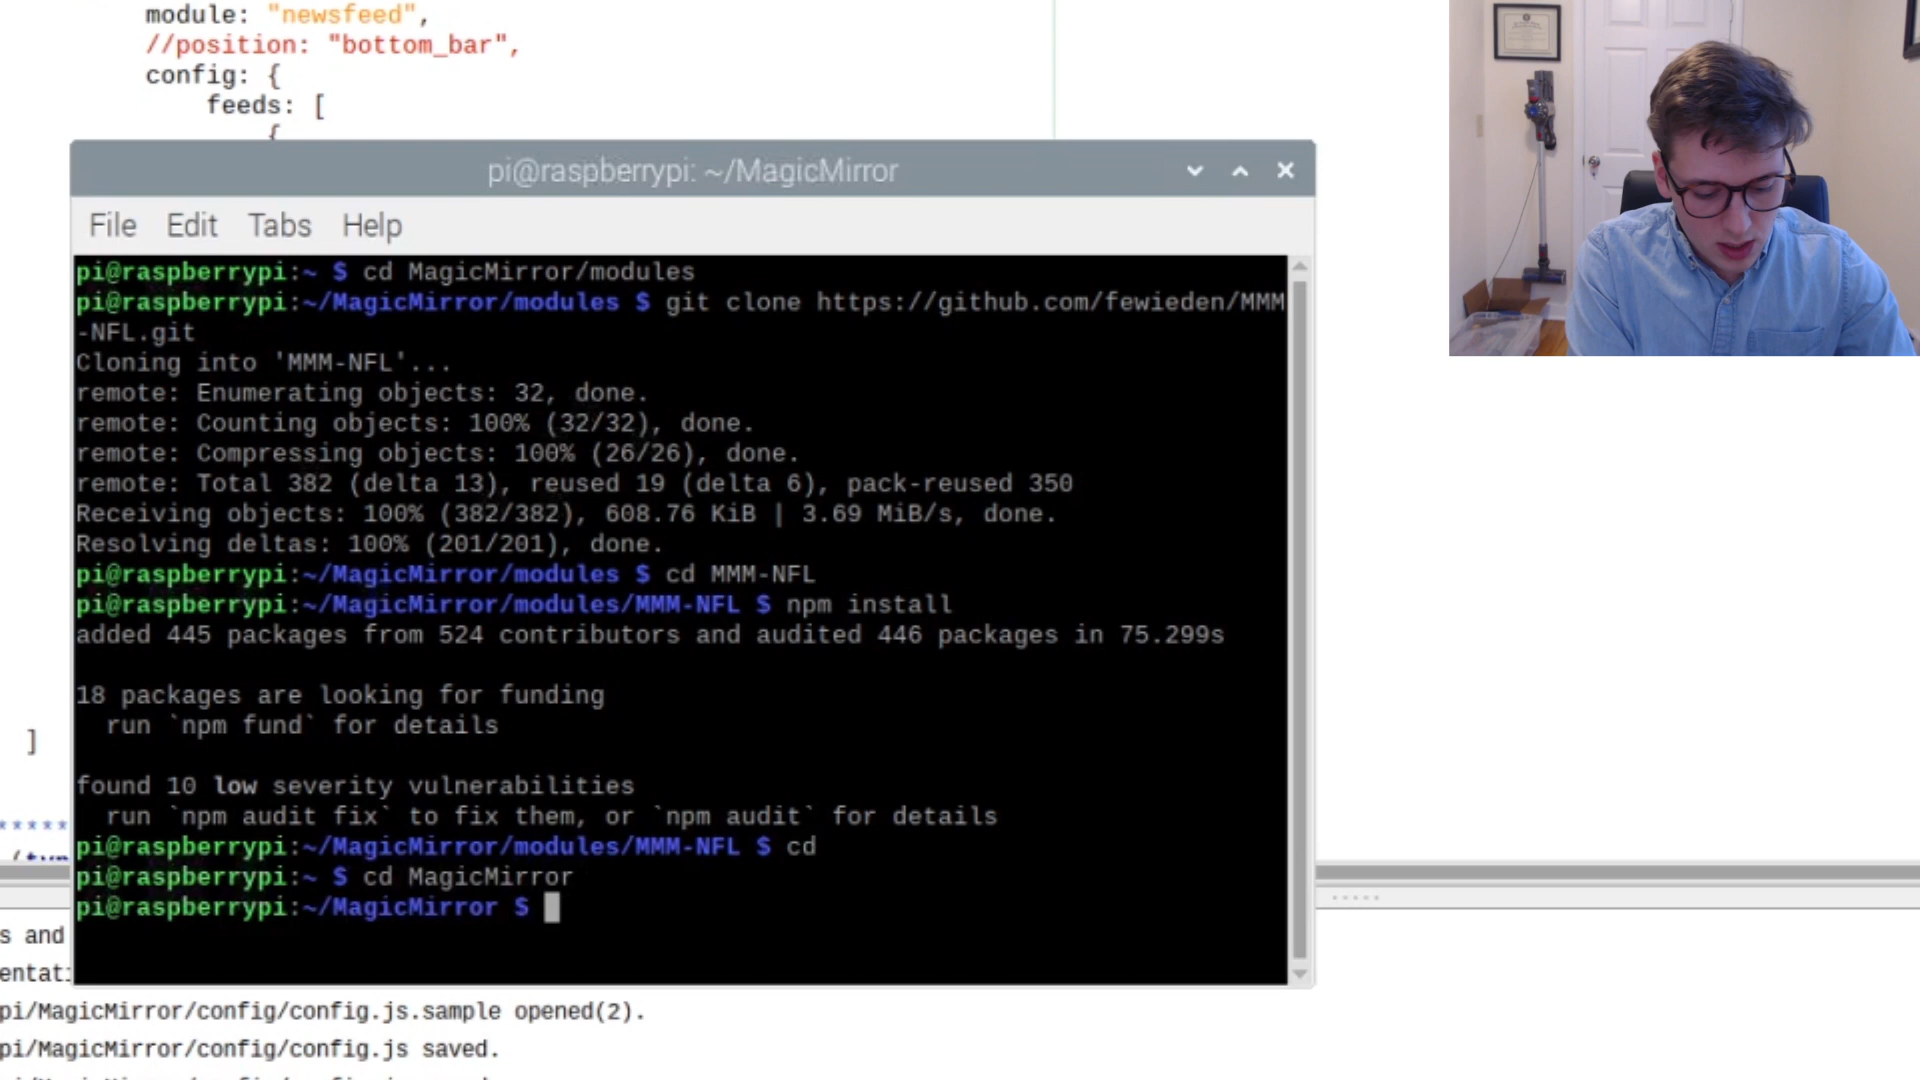 module: "newsfeed",
//position: "bottom_bar",
config: {
feeds: [
{
pi@raspberrypi: ~/MagicMirror
File Edit Tabs Help
pi@raspberrypi:~ $ cd MagicMirror/modules
pi@raspberrypi:~/MagicMirror/modules $ git clone https://github.com/fewieden/MMM
-NFL.git
Cloning into 'MMM-NFL'...
remote: Enumerating objects: 32, done.
remote: Counting objects: 100% (32/32), done.
remote: Compressing objects: 100% (26/26), done.
remote: Total 382 (delta 13), reused 19 (delta 6), pack-reused 350
Receiving objects: 100% (382/382), 608.76 KiB | 3.69 MiB/s, done.
Resolving deltas: 100% (201/201), done.
pi@raspberrypi:~/MagicMirror/modules $ cd MMM-NFL
pi@raspberrypi:~/MagicMirror/modules/MMM-NFL $ npm install
added 445 packages from 524 contributors and audited 446 packages in 75.299s
18 packages are looking for funding
run `npm fund` for details
]
found 10 low severity vulnerabilities
run `npm audit fix` to fix them, or `npm audit` for details
*****
pi@raspberrypi:~/MagicMirror/modules/MMM-NFL $ cd
pi@raspberrypi:~ $ cd MagicMirror
pi@raspberrypi:~/MagicMirror $
s and
entati
pi/MagicMirror/config/config.js.sample opened(2).
pi/MagicMirror/config/config.js saved.